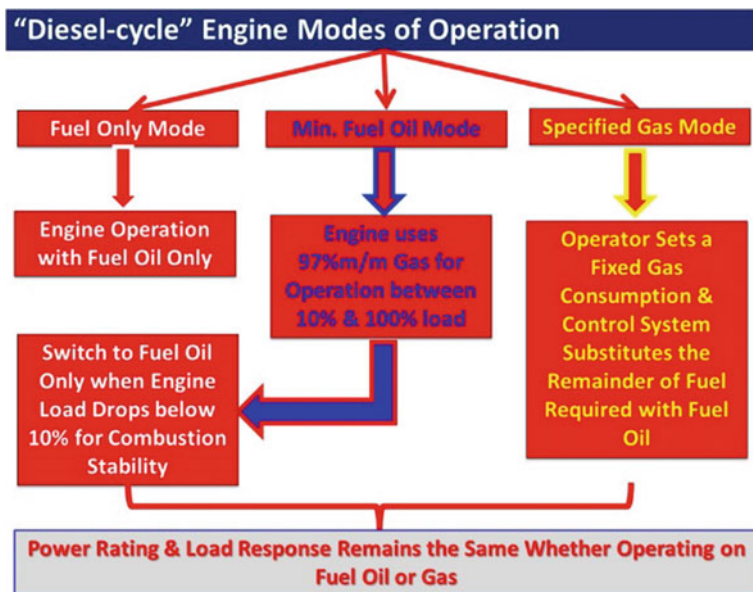 “Diesel-cycle” Engine Modes of Operation
Fuel Only Mode
Min. Fuel Oil Mode
Specified Gas Mode
Engine Operation
with Fuel Oil Only
Engine uses
97%m/m Gas for
Operation between
10% & 100% load
Operator Sets a
Fixed Gas
Consumption &
Control System
Substitutes the
Remainder of Fuel
Required with Fuel
Oil
Switch to Fuel Oil
Only when Engine
Load Drops below
10% for Combustion
Stability
Power Rating & Load Response Remains the Same Whether Operating on
Fuel Oil or Gas